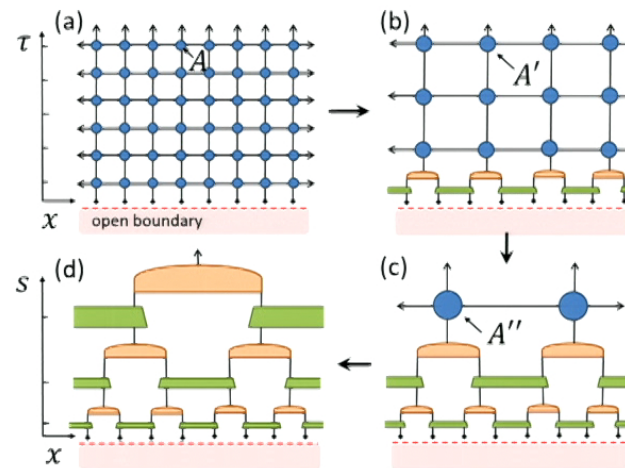 (a)
τ
A
x
open boundary
(b)
A′
(d)
s
x
(c)
A′′